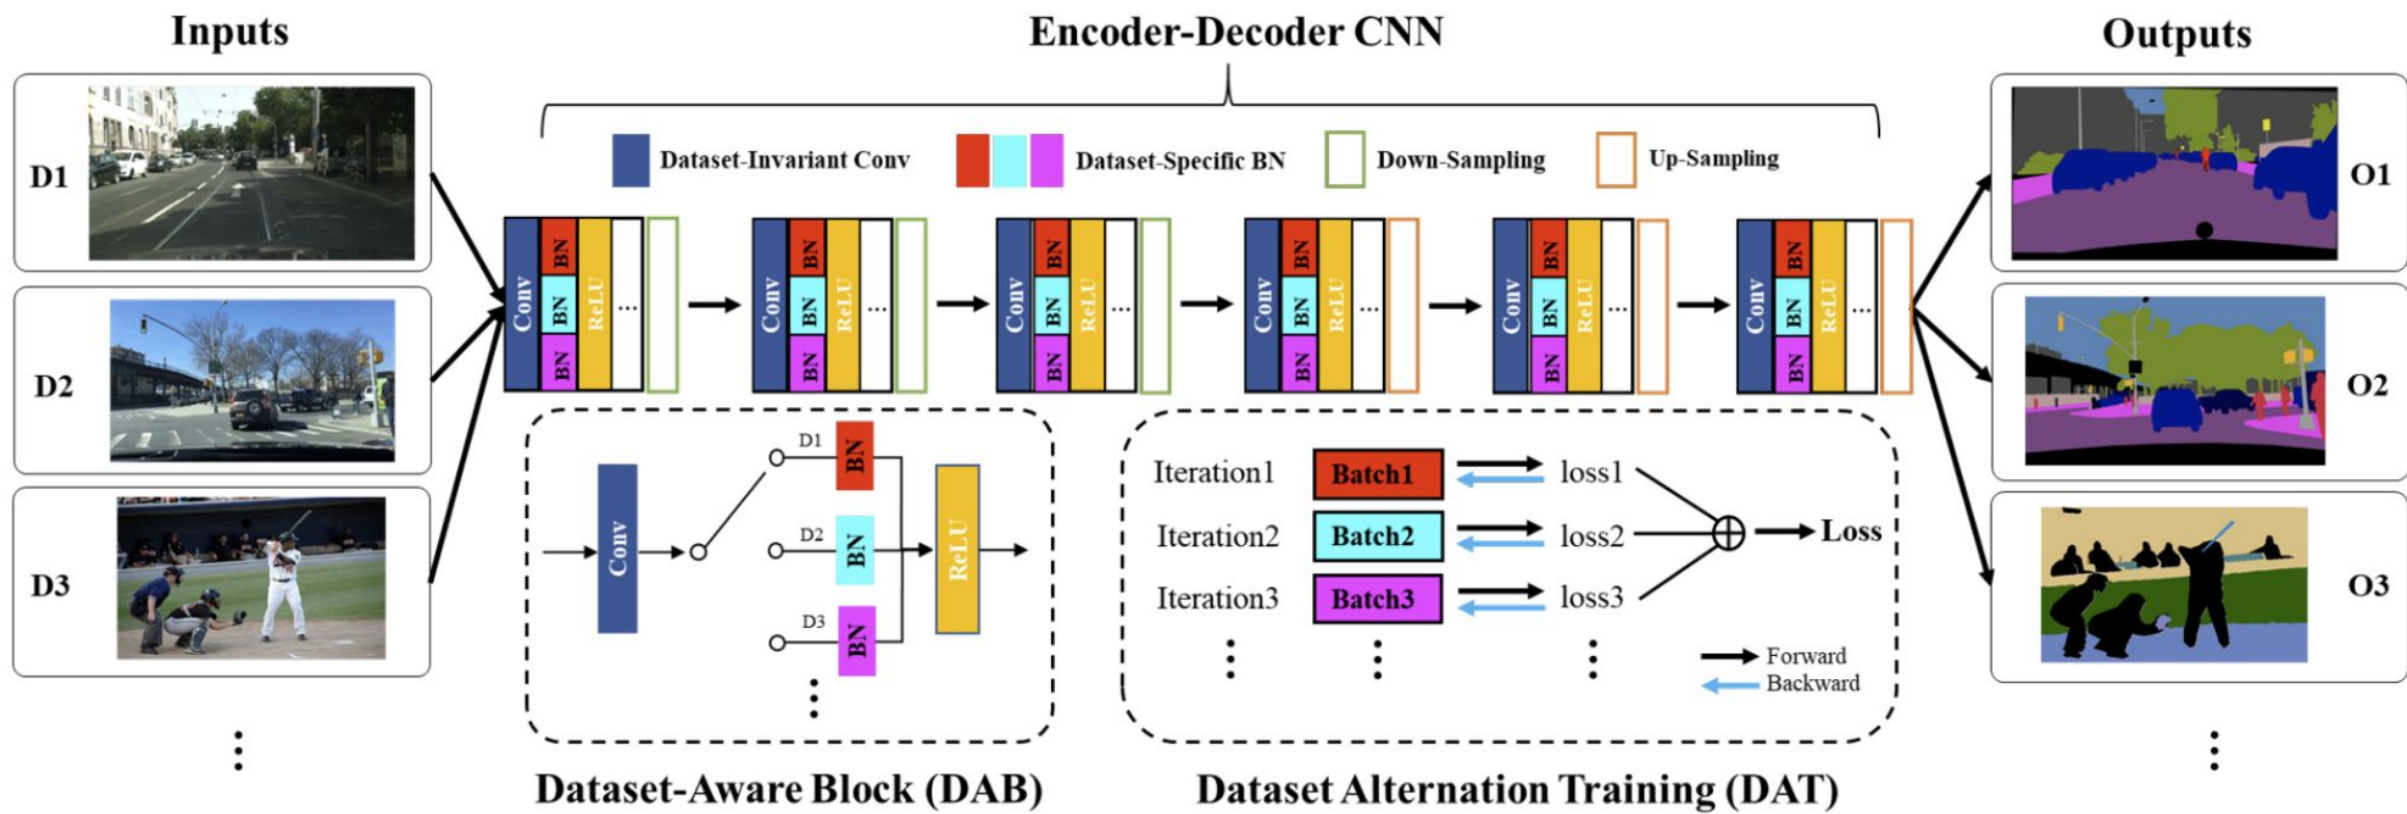 Inputs
Encoder-Decoder CNN
Outputs
Dataset-Invariant Conv
Dataset-Specific BN
Down-Sampling
Up-Sampling
D1
D2
D3
Conv
BN
BN
BN
ReLU
...
Conv
BN
BN
BN
ReLU
...
Conv
BN
BN
BN
ReLU
...
Conv
BN
BN
BN
ReLU
...
Conv
BN
BN
BN
ReLU
...
Conv
BN
BN
BN
ReLU
...
O1
O2
O3
Conv
D1
BN
D2
BN
D3
BN
ReLU
Dataset-Aware Block (DAB)
Iteration1 Batch1 loss1
Iteration2 Batch2 loss2
Iteration3 Batch3 loss3
Loss
Forward
Backward
Dataset Alternation Training (DAT)